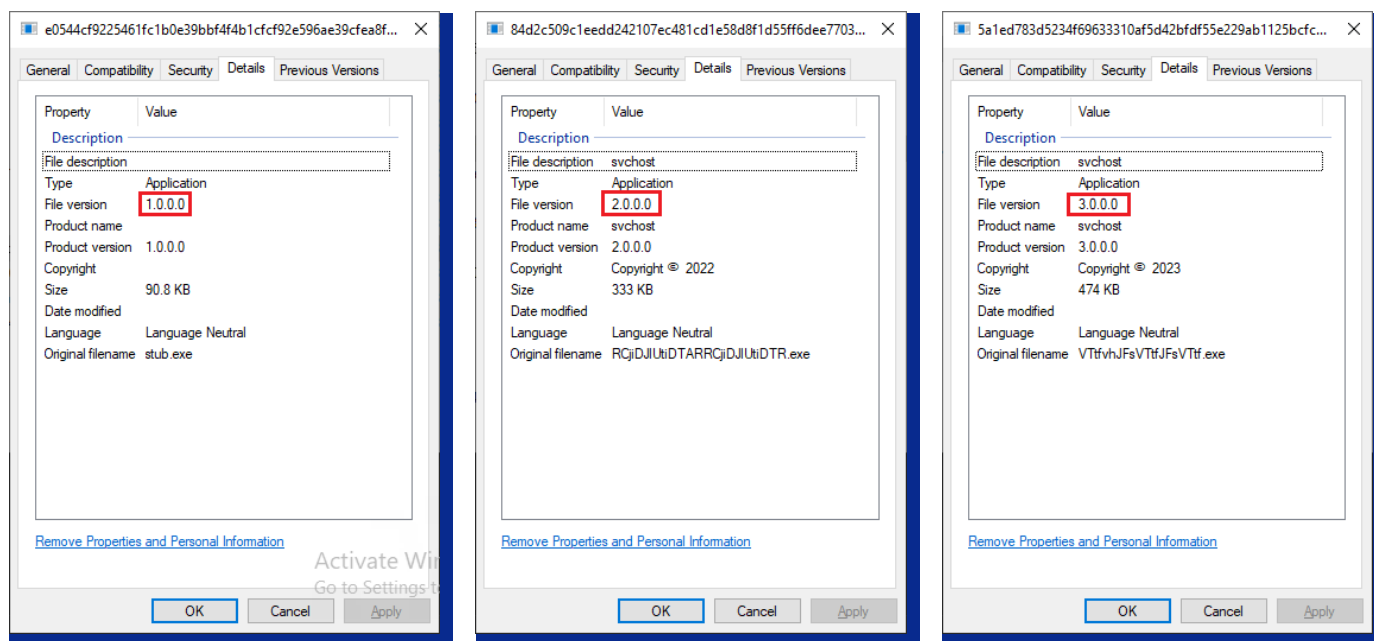 e0544cf9225461fc1b0e39bbf4f4b1cfcf92e596ae39cfea8f...
General Compatibility Security Details Previous Versions
Property Value
Description
File description
Type Application
File version 1.0.0.0
Product name
Product version 1.0.0.0
Copyright
Size 90.8 KB
Date modified
Language Language Neutral
Original filename stub.exe
Remove Properties and Personal Information
Activate Win
Go to Settings t
OK Cancel Apply
84d2c509c1eedd242107ec481cd1e58d8f1d55ff6dee7703...
General Compatibility Security Details Previous Versions
Property Value
Description
File description svchost
Type Application
File version 2.0.0.0
Product name svchost
Product version 2.0.0.0
Copyright Copyright © 2022
Size 333 KB
Date modified
Language Language Neutral
Original filename RCjiDJlUtiDTARRCjiDJlUtiDTR.exe
Remove Properties and Personal Information
OK Cancel Apply
5a1ed783d5234f69633310af5d42bfdf55e229ab1125bcfc...
General Compatibility Security Details Previous Versions
Property Value
Description
File description svchost
Type Application
File version 3.0.0.0
Product name svchost
Product version 3.0.0.0
Copyright Copyright © 2023
Size 474 KB
Date modified
Language Language Neutral
Original filename VTtfvhJFsVTtfJFsVTtf.exe
Remove Properties and Personal Information
OK Cancel Apply